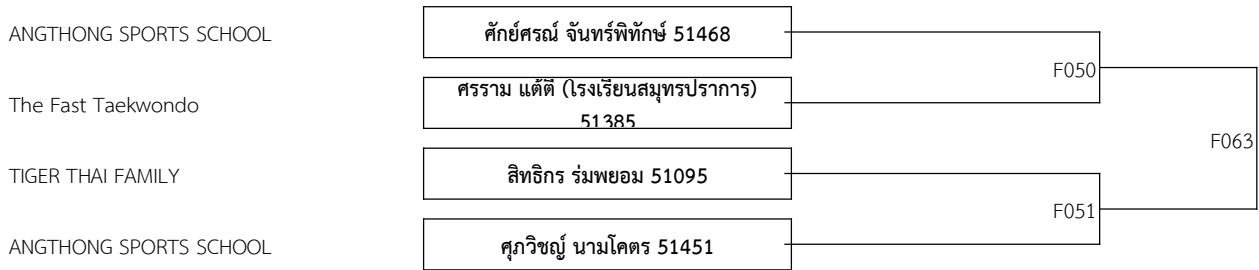 ANGTHONG SPORTS SCHOOL
ศักย์ศรณ์ จันทร์พิทักษ์ 51468
F050
The Fast Taekwondo
ศรราม แต้ตี (โรงเรียนสมุทรปราการ)
51385
F063
TIGER THAI FAMILY
สิทธิกร ร่มพยอม 51095
F051
ANGTHONG SPORTS SCHOOL
ศุภวิชญ์ นามโคตร 51451